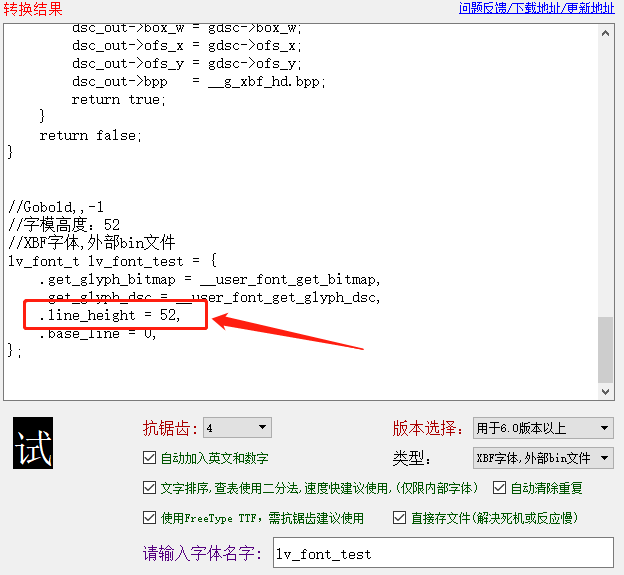 转换结果
问题反馈/下载地址/更新地址
dsc_out->box_w = gdsc->box_w;
dsc_out->ofs_x = gdsc->ofs_x;
dsc_out->ofs_y = gdsc->ofs_y;
dsc_out->bpp   = __g_xbf_hd.bpp;
return true;
}
return false;
}
//Gobold,,-1
//字模高度: 52
//XBF字体,外部bin文件
lv_font_t lv_font_test = {
.get_glyph_bitmap = __user_font_get_bitmap,
.get_glyph_dsc = __user_font_get_glyph_dsc,
.line_height = 52,
.base_line = 0,
};
试
抗锯齿: 4
版本选择: 用于6.0版本以上
自动加入英文和数字
类型: XBF字体,外部bin文件
文字排序,查表使用二分法,速度快建议使用,(仅限内部字体)
自动清除重复
使用FreeType TTF，需抗锯齿建议使用
直接存文件(解决死机或反应慢)
请输入字体名字: lv_font_test